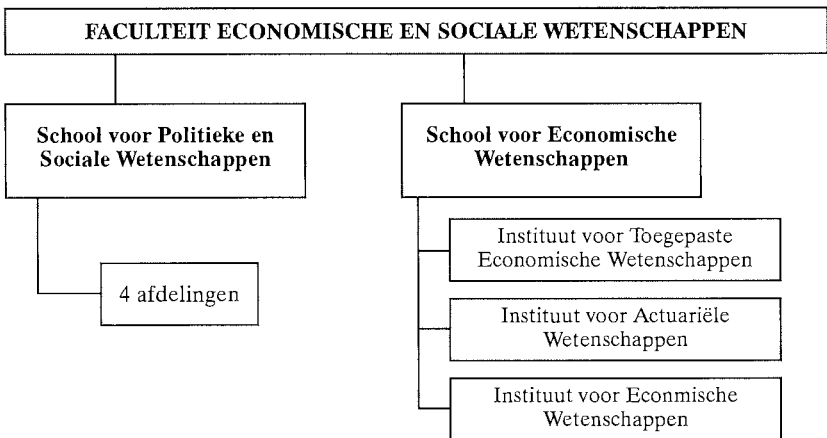 FACULTEIT ECONOMISCHE EN SOCIALE WETENSCHAPPEN
School voor Politieke en
Sociale Wetenschappen
4 afdelingen
School voor Economische
Wetenschappen
Instituut voor Toegepaste
Economische Wetenschappen
Instituut voor Actuariële
Wetenschappen
Instituut voor Econmische
Wetenschappen